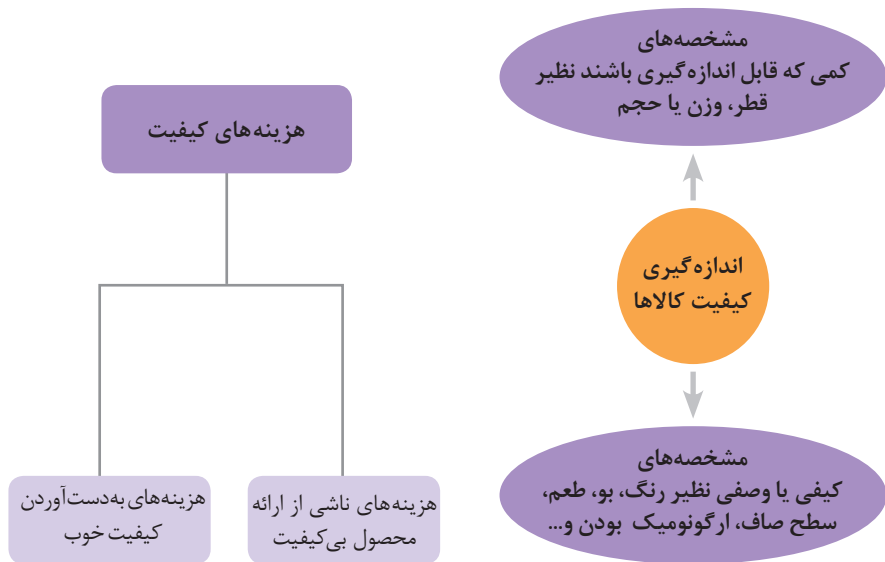 مشخصه‌های
کمی که قابل اندازه‌گیری باشند نظیر
قطر، وزن یا حجم
اندازه‌گیری
کیفیت کالاها
مشخصه‌های
کیفی یا وصفی نظیر رنگ، بو، طعم،
سطح صاف، ارگونومیک بودن و...
هزینه‌های کیفیت
هزینه‌های ناشی از ارائه
محصول بی‌کیفیت
هزینه‌های به‌دست‌آوردن
کیفیت خوب